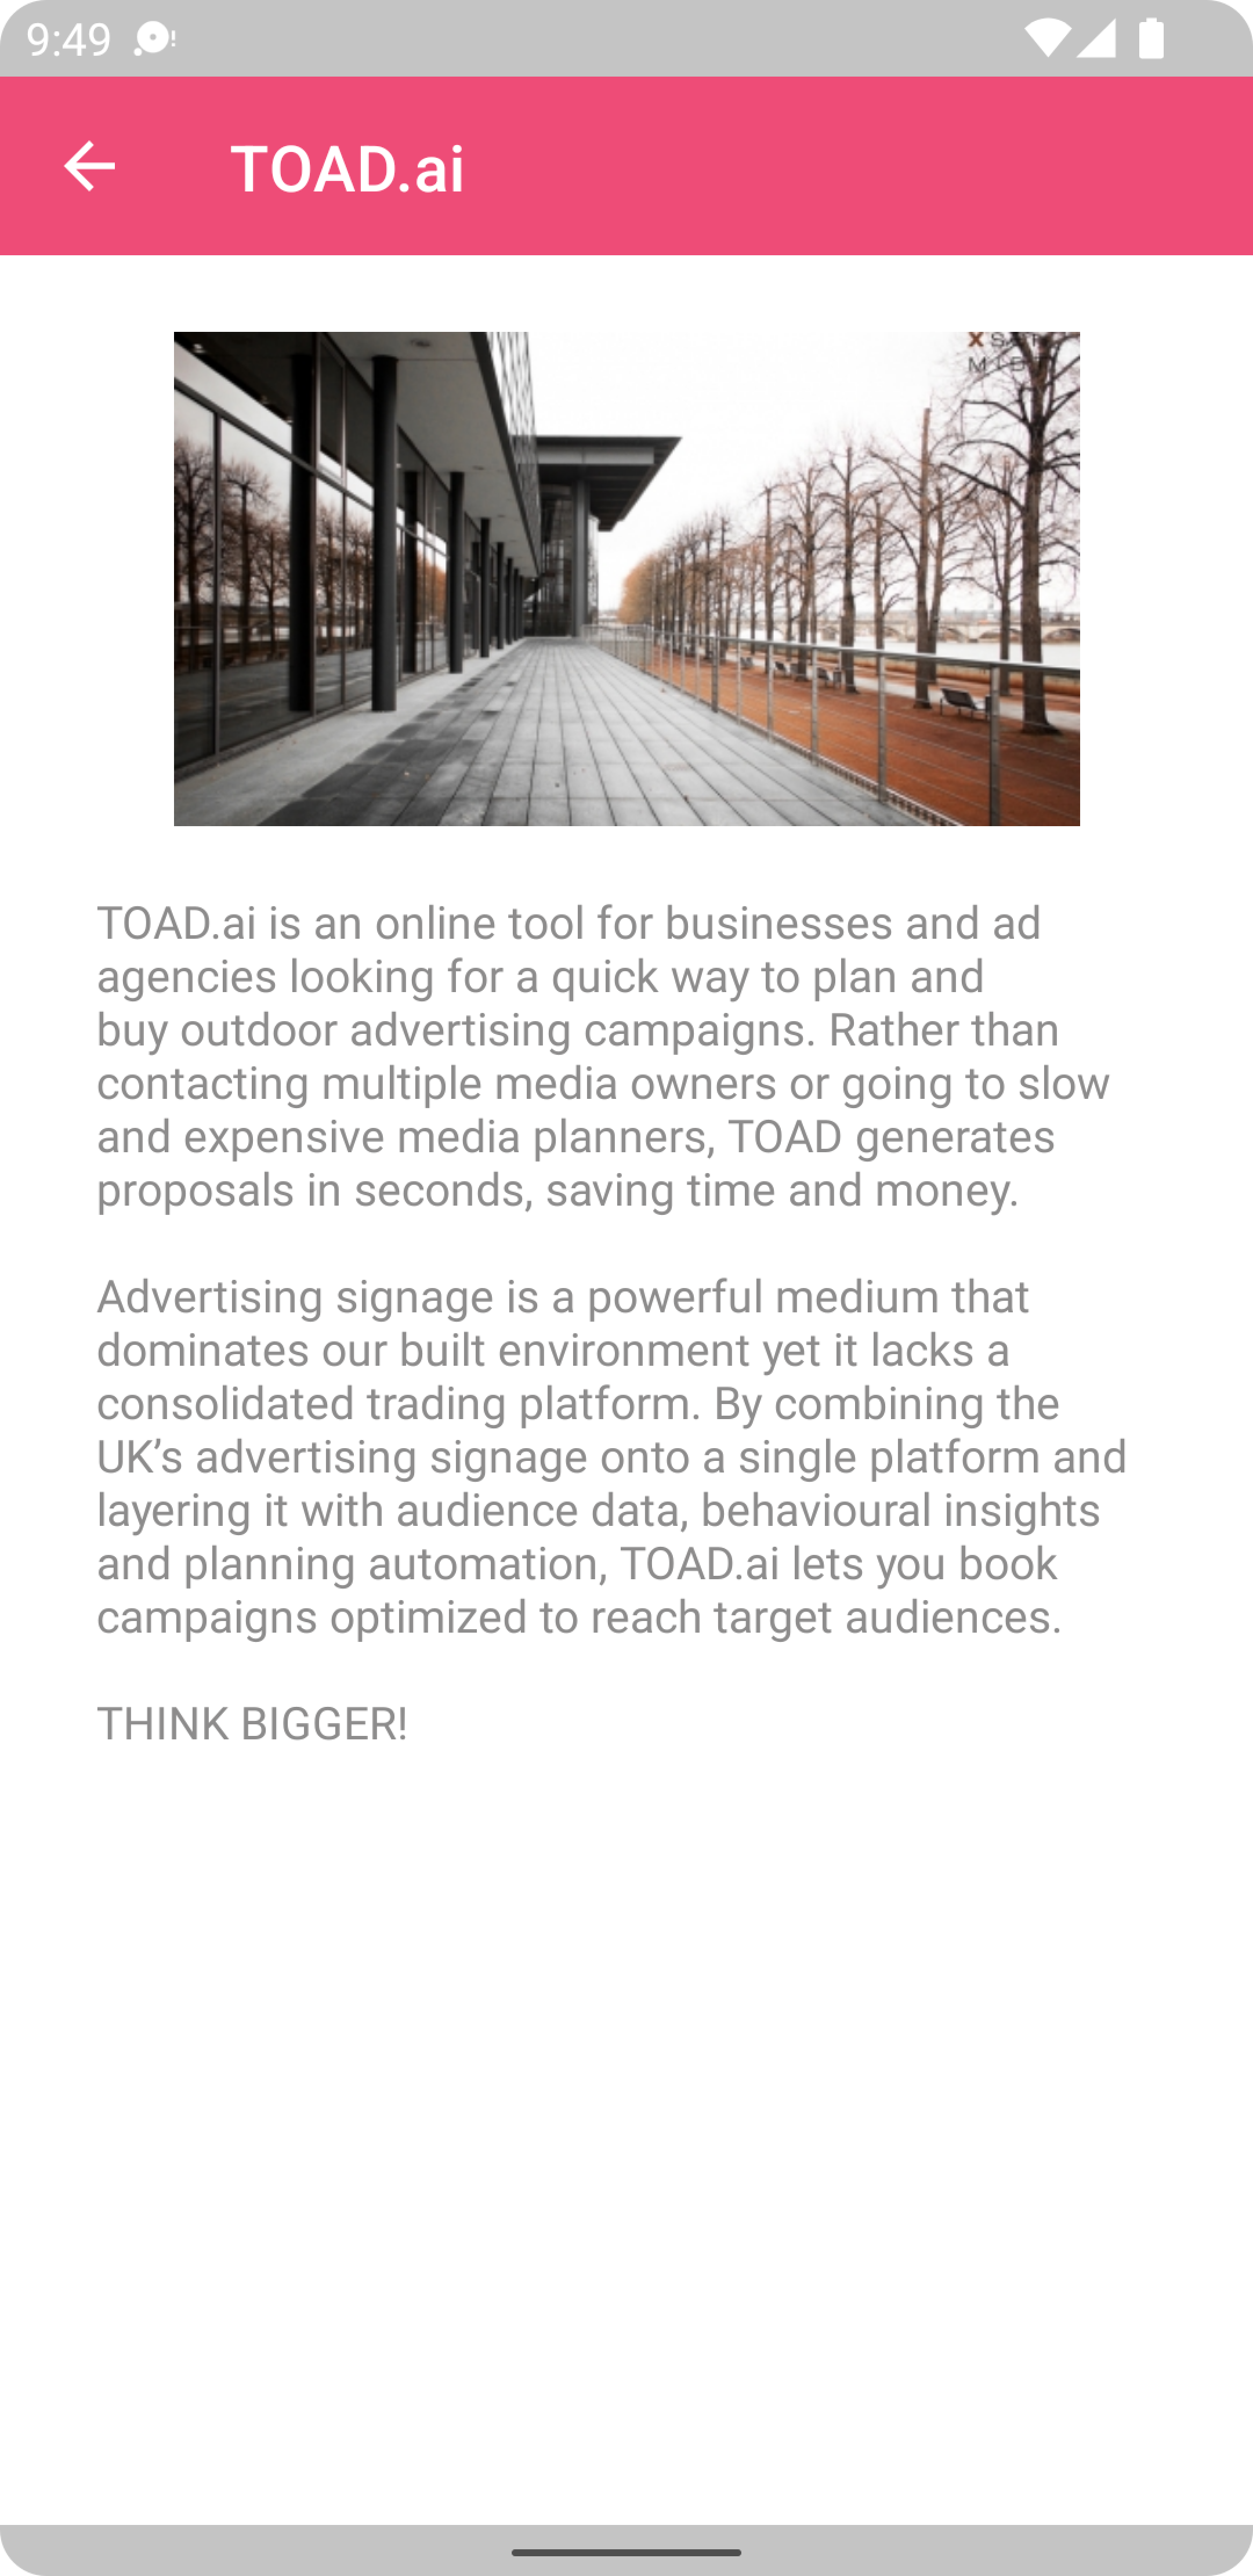 9:49
TOAD.ai
TOAD.ai is an online tool for businesses and ad
agencies looking for a quick way to plan and
buy outdoor advertising campaigns. Rather than
contacting multiple media owners or going to slow
and expensive media planners, TOAD generates
proposals in seconds, saving time and money.
Advertising signage is a powerful medium that
dominates our built environment yet it lacks a
consolidated trading platform. By combining the
UK’s advertising signage onto a single platform and
layering it with audience data, behavioural insights
and planning automation, TOAD.ai lets you book
campaigns optimized to reach target audiences.
THINK BIGGER!